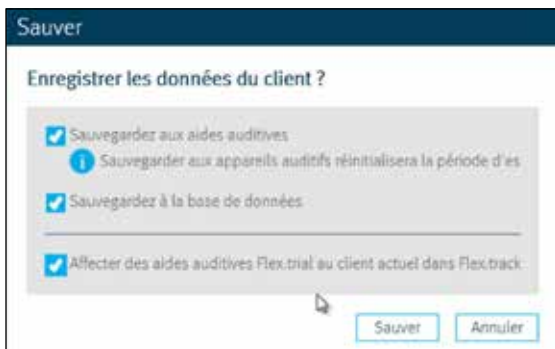 Sauver
Enregistrer les données du client ?
Sauvegardez aux aides auditives
Sauvegarder aux appareils auditifs réinitialisera la période d'es
Sauvegardez à la base de données
Affecter des aides auditives Flex:trial au client actuel dans Flex:track
Sauver Annuler